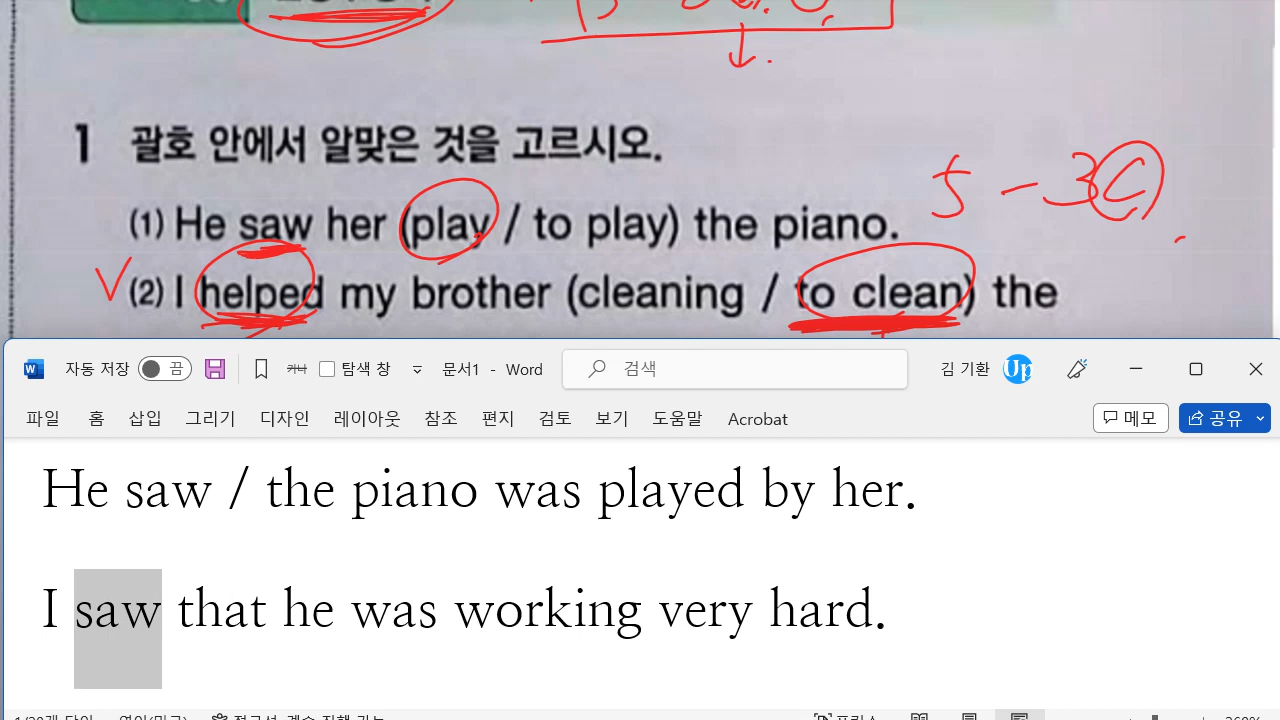 1 괄호 안에서 알맞은 것을 고르시오.
(1) He saw her (play / to play) the piano. 5 - 3 C
V (2) I helped my brother (cleaning / to clean) the
자동 저장 끔 탐색 창 문서1 - Word 검색 김 기환 Up
파일 홈 삽입 그리기 디자인 레이아웃 참조 편지 검토 보기 도움말 Acrobat 메모 공유
He saw / the piano was played by her.
I saw that he was working very hard.